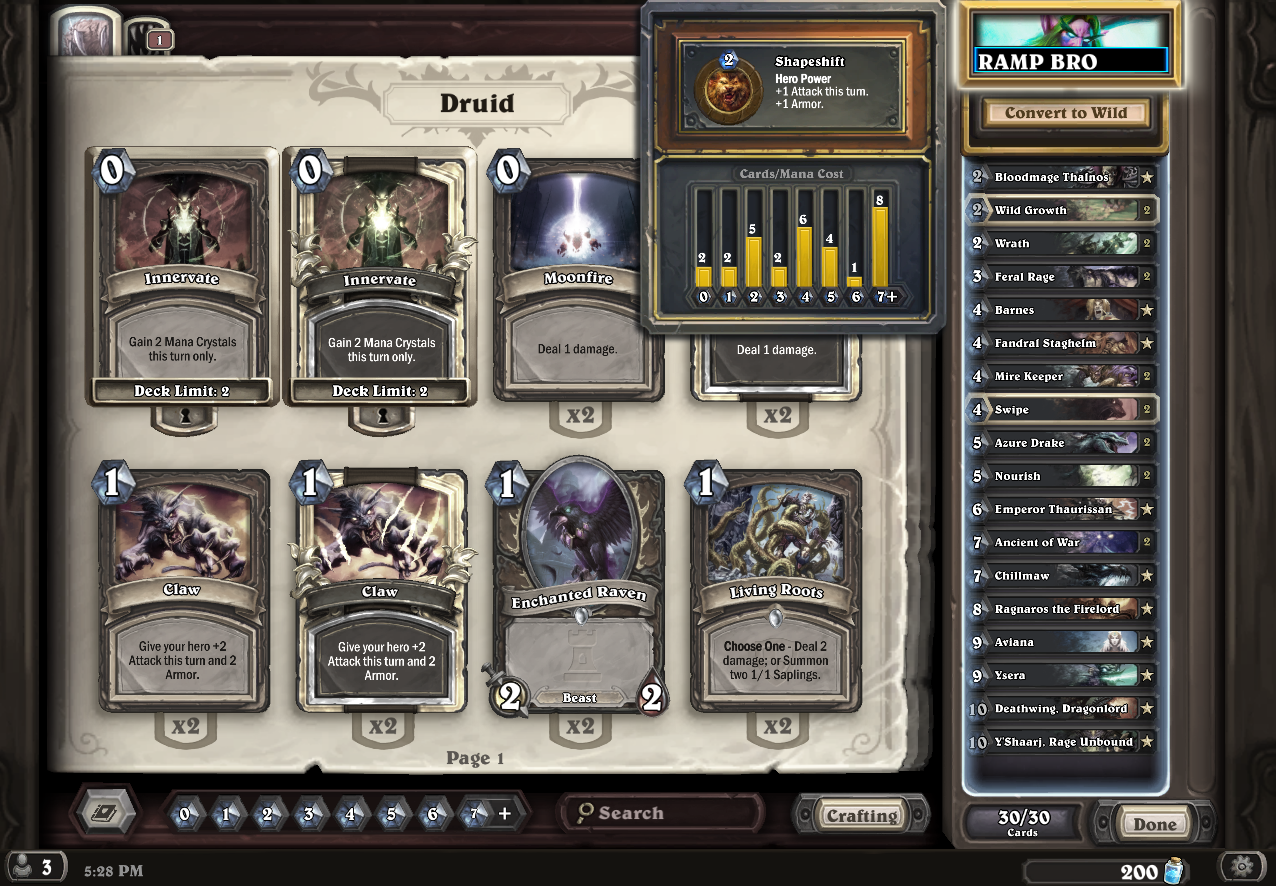 1
Druid
0
Innervate
Gain 2 Mana Crystals
this turn only.
Deck Limit: 2
0
Innervate
Gain 2 Mana Crystals
this turn only.
Deck Limit: 2
0
Moonfire
Deal 1 damage.
x2
Deal 1 damage.
x2
1
Claw
Give your hero +2
Attack this turn and 2
Armor.
x2
1
Claw
Give your hero +2
Attack this turn and 2
Armor.
x2
1
Enchanted Raven
2
Beast
2
x2
1
Living Roots
Choose One - Deal 2
damage; or Summon
two 1/1 Saplings.
x2
Page 1
2
Shapeshift
Hero Power
+1 Attack this turn.
+1 Armor.
Cards/Mana Cost
2 2 5 2 6 4 1 8
0 1 2 3 4 5 6 7+
RAMP BRO
Convert to Wild
2 Bloodmage Thalnos
2 Wild Growth 2
2 Wrath 2
3 Feral Rage 2
4 Barnes
4 Fandral Staghelm
4 Mire Keeper 2
4 Swipe 2
5 Azure Drake 2
5 Nourish 2
6 Emperor Thaurissan
7 Ancient of War 2
7 Chillmaw
8 Ragnaros the Firelord
9 Aviana
9 Ysera
10 Deathwing, Dragonlord
10 Y'Shaarj, Rage Unbound
0 1 2 3 4 5 6 7 +
Search
Crafting
30/30
Cards
Done
3
5:28 PM
200